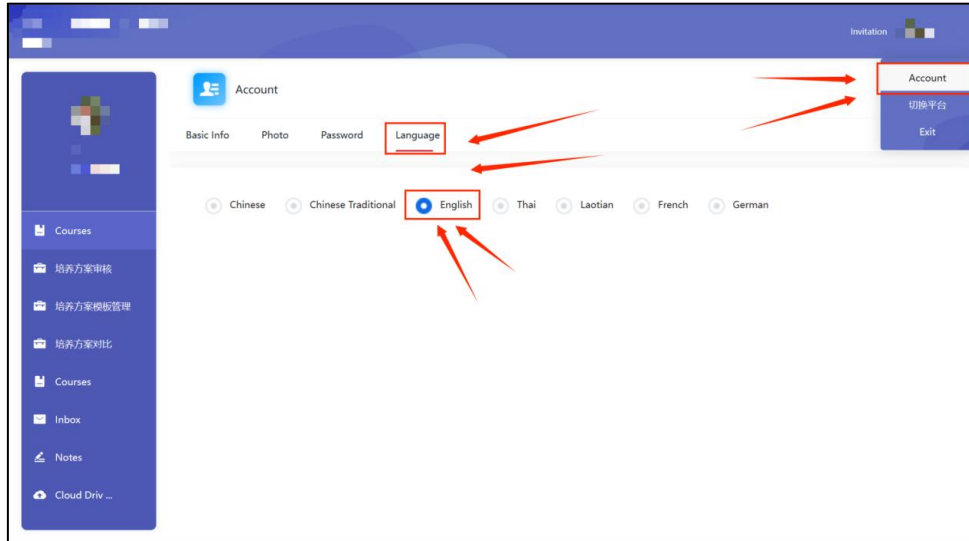 Invitation
Account
切换平台
Exit
Account
Basic Info Photo Password Language
Chinese Chinese Traditional English Thai Laotian French German
Courses
培养方案审核
培养方案模板管理
培养方案对比
Courses
Inbox
Notes
Cloud Driv ...